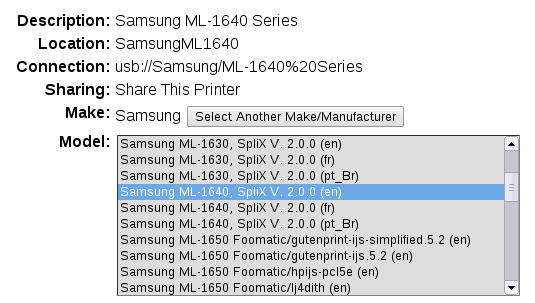 Description: Samsung ML-1640 Series
Location: SamsungML1640
Connection: usb://Samsung/ML-1640%20Series
Sharing: Share This Printer
Make: Samsung Select Another Make/Manufacturer
Model: Samsung ML-1630, SpliX V. 2.0.0 (en)
Samsung ML-1630, SpliX V. 2.0.0 (fr)
Samsung ML-1630, SpliX V. 2.0.0 (pt_Br)
Samsung ML-1640, SpliX V. 2.0.0 (en)
Samsung ML-1640, SpliX V. 2.0.0 (fr)
Samsung ML-1640, SpliX V. 2.0.0 (pt_Br)
Samsung ML-1650 Foomatic/gutenprint-ijs-simplified.5.2 (en)
Samsung ML-1650 Foomatic/gutenprint-ijs.5.2 (en)
Samsung ML-1650 Foomatic/hpijs-pcl5e (en)
Samsung ML-1650 Foomatic/lj4dith (en)